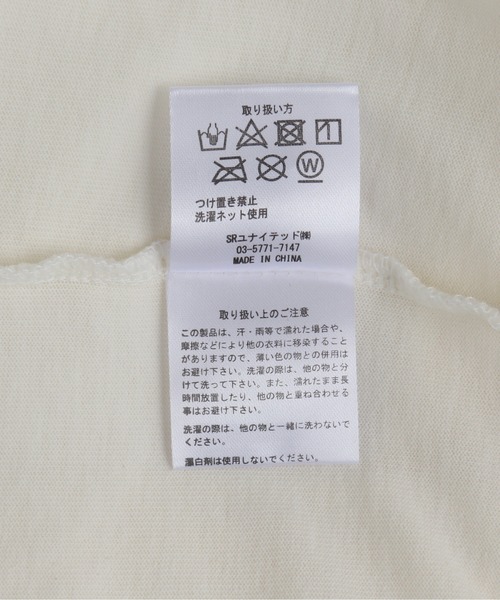 取り扱い方
W
つけ置き禁止
洗濯ネット使用
SRユナイテッド㈱
03-5771-7147
MADE IN CHINA
取り扱い上のご注意
この製品は、汗・雨等で濡れた場合や、
摩擦などにより他の衣料に移染すること
がありますので、薄い色の物との併用は
お避け下さい。洗濯の際は、他の物と分
けて洗って下さい。また、濡れたまま長
時間放置したり、他の物と重ね合わせる
事はお避け下さい。
洗濯の際は、他の物と一緒に洗わないで
ください。
蛍白剤は使用しないでください。